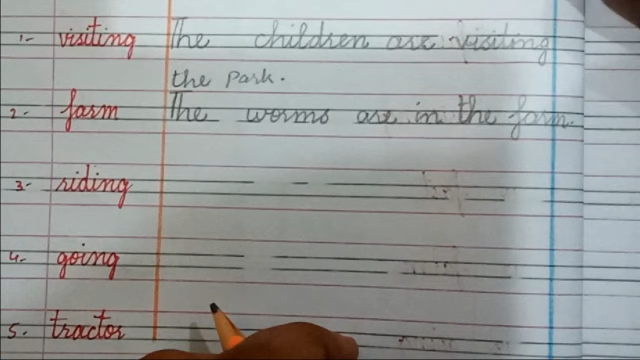 1- visiting The children are visiting
the park.
2- farm The worms are in the farm.
3- riding
4- going
5. tractor